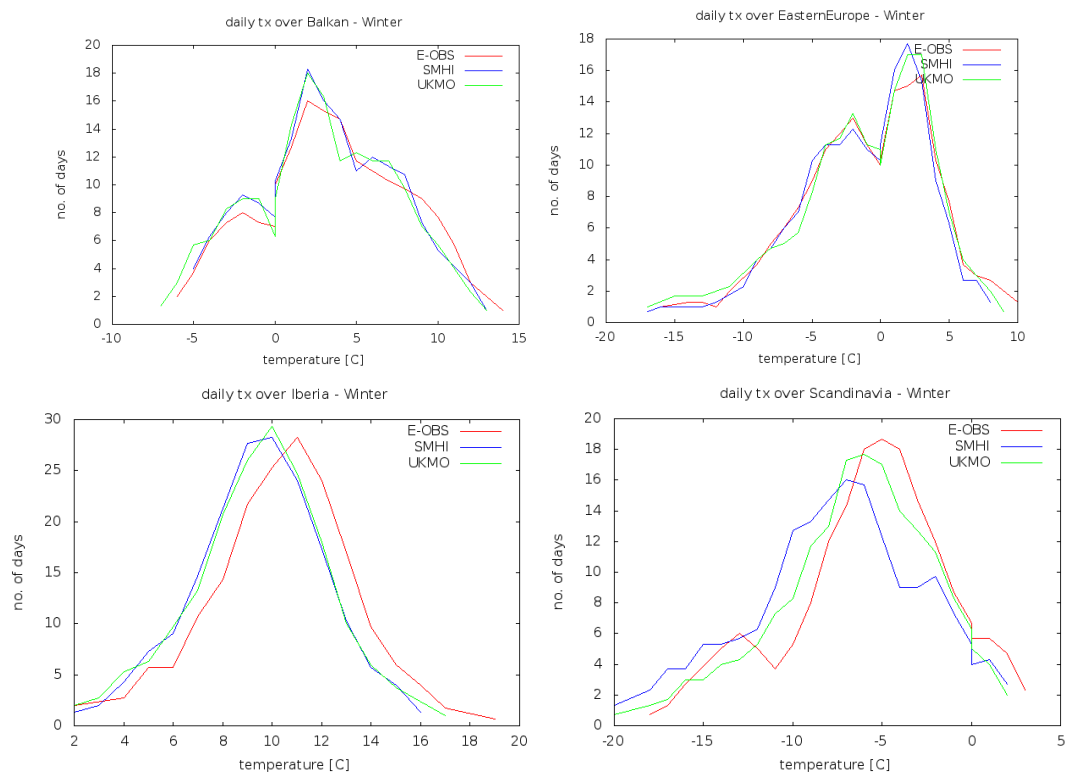 daily tx over Balkan - Winter
20
18
16
14
12
10
8
6
4
2
0
no. of days
E-OBS
SMHI
UKMO
-10 -5 0 5 10 15
temperature [C]
daily tx over EasternEurope - Winter
18
16
14
12
10
8
6
4
2
0
no. of days
E-OBS
SMHI
UKMO
-20 -15 -10 -5 0 5 10
temperature [C]
daily tx over Iberia - Winter
30
25
20
15
10
5
0
no. of days
E-OBS
SMHI
UKMO
2 4 6 8 10 12 14 16 18 20
temperature [C]
daily tx over Scandinavia - Winter
20
18
16
14
12
10
8
6
4
2
0
no. of days
E-OBS
SMHI
UKMO
-20 -15 -10 -5 0 5
temperature [C]